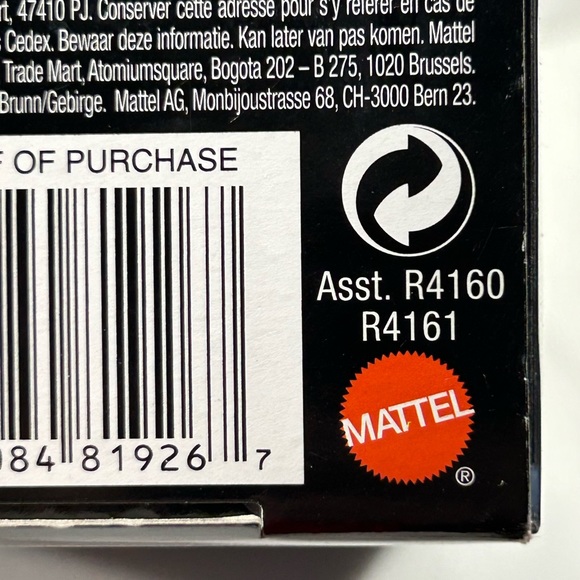 47410 PJ. Conserver cette adresse pour s'y référer en cas de
Cedex. Bewaar deze informatie. Kan later van pas komen. Mattel
Trade Mart, Atomiumsquare, Bogota 202 – B 275, 1020 Brussels.
Brunn/Gebirge. Mattel AG, Monbijoustrasse 68, CH-3000 Bern 23.
OF PURCHASE
84 81926 7
Asst. R4160
R4161
MATTEL
®